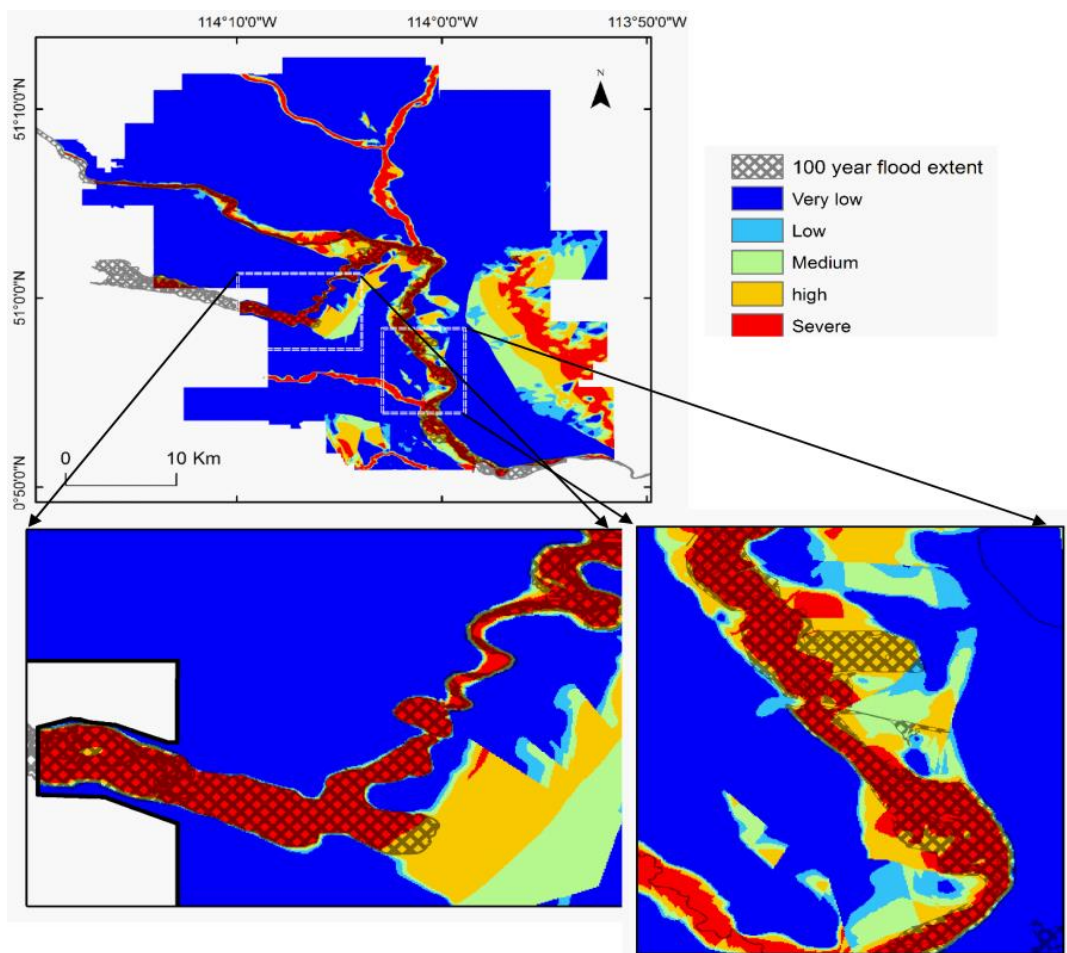 114°10'0"W 114°0'0"W 113°50'0"W
51°10'0"N
51°0'0"N
0°50'0"N
N
0 10 Km
100 year flood extent
Very low
Low
Medium
high
Severe